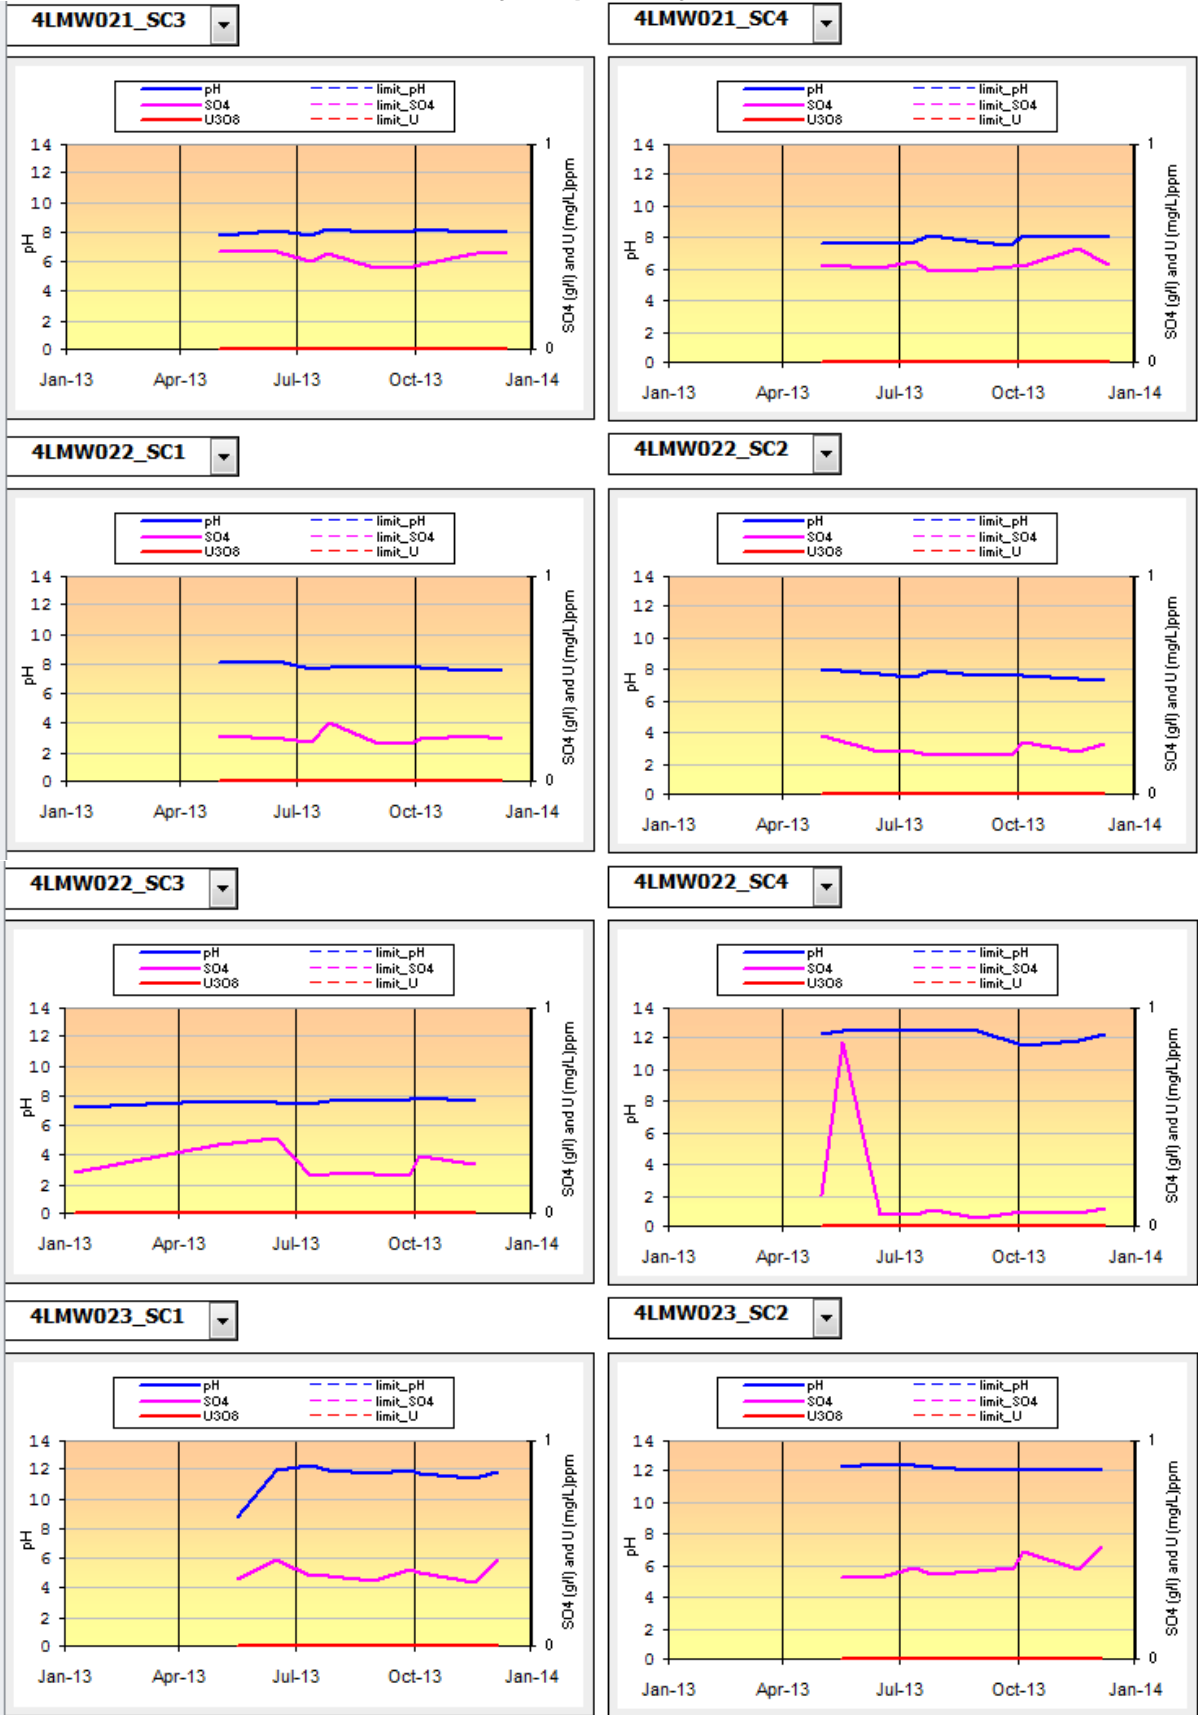 4LMW021_SC3
pH
SO4
U3O8
limit_pH
limit_SO4
limit_U
14
12
10
8
6
4
2
0
pH
1
0
SO4 (g/l) and U (mg/L)ppm
Jan-13 Apr-13 Jul-13 Oct-13 Jan-14
4LMW021_SC4
pH
SO4
U3O8
limit_pH
limit_SO4
limit_U
14
12
10
8
6
4
2
0
pH
1
0
SO4 (g/l) and U (mg/L)ppm
Jan-13 Apr-13 Jul-13 Oct-13 Jan-14
4LMW022_SC1
pH
SO4
U3O8
limit_pH
limit_SO4
limit_U
14
12
10
8
6
4
2
0
pH
1
0
SO4 (g/l) and U (mg/L)ppm
Jan-13 Apr-13 Jul-13 Oct-13 Jan-14
4LMW022_SC2
pH
SO4
U3O8
limit_pH
limit_SO4
limit_U
14
12
10
8
6
4
2
0
pH
1
0
SO4 (g/l) and U (mg/L)ppm
Jan-13 Apr-13 Jul-13 Oct-13 Jan-14
4LMW022_SC3
pH
SO4
U3O8
limit_pH
limit_SO4
limit_U
14
12
10
8
6
4
2
0
pH
1
0
SO4 (g/l) and U (mg/L)ppm
Jan-13 Apr-13 Jul-13 Oct-13 Jan-14
4LMW022_SC4
pH
SO4
U3O8
limit_pH
limit_SO4
limit_U
14
12
10
8
6
4
2
0
pH
1
0
SO4 (g/l) and U (mg/L)ppm
Jan-13 Apr-13 Jul-13 Oct-13 Jan-14
4LMW023_SC1
pH
SO4
U3O8
limit_pH
limit_SO4
limit_U
14
12
10
8
6
4
2
0
pH
1
0
SO4 (g/l) and U (mg/L)ppm
Jan-13 Apr-13 Jul-13 Oct-13 Jan-14
4LMW023_SC2
pH
SO4
U3O8
limit_pH
limit_SO4
limit_U
14
12
10
8
6
4
2
0
pH
1
0
SO4 (g/l) and U (mg/L)ppm
Jan-13 Apr-13 Jul-13 Oct-13 Jan-14